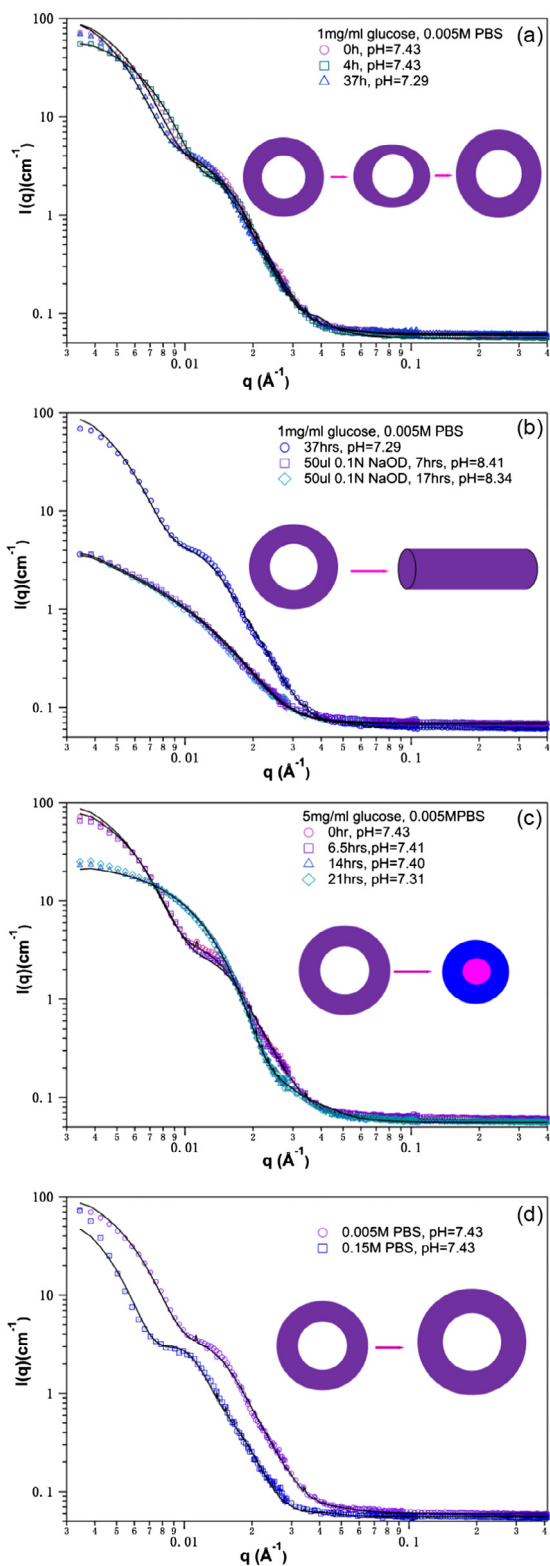 (a)
1mg/ml glucose, 0.005M PBS
0h, pH=7.43
4h, pH=7.43
37h, pH=7.29
100
10
1
0.1
I(q)(cm⁻¹)
3 4 5 6 7 8 9 0.01 2 3 4 5 6 7 8 9 0.1 2 3 4
q (Å⁻¹)
(b)
1mg/ml glucose, 0.005M PBS
37hrs, pH=7.29
50ul 0.1N NaOD, 7hrs, pH=8.41
50ul 0.1N NaOD, 17hrs, pH=8.34
100
10
1
0.1
I(q)(cm⁻¹)
3 4 5 6 7 8 9 0.01 2 3 4 5 6 7 8 9 0.1 2 3 4
q (Å⁻¹)
(c)
5mg/ml glucose, 0.005MPBS
0hr, pH=7.43
6.5hrs,pH=7.41
14hrs, pH=7.40
21hrs, pH=7.31
100
10
1
0.1
I(q)(cm⁻¹)
3 4 5 6 7 8 9 0.01 2 3 4 5 6 7 8 9 0.1 2 3 4
q (Å⁻¹)
(d)
0.005M PBS, pH=7.43
0.15M PBS, pH=7.43
100
10
1
0.1
I(q)(cm⁻¹)
3 4 5 6 7 8 9 0.01 2 3 4 5 6 7 8 9 0.1 2 3 4
q (Å⁻¹)